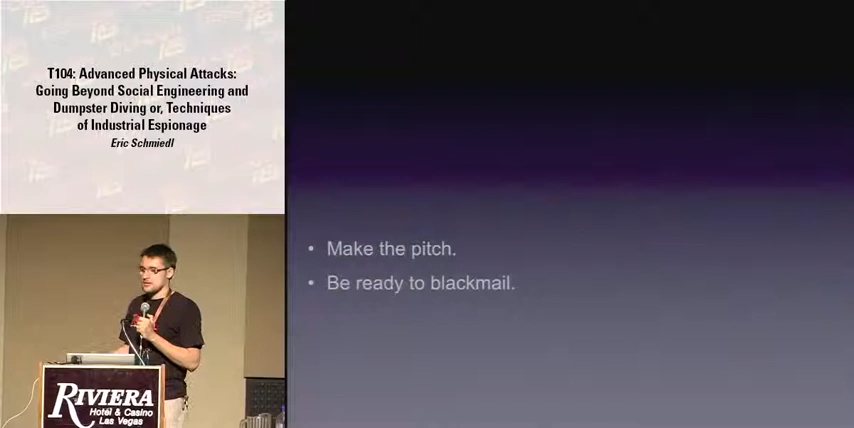 T104: Advanced Physical Attacks:
Going Beyond Social Engineering and
Dumpster Diving or, Techniques
of Industrial Espionage
Eric Schmiedl
• Make the pitch.
• Be ready to blackmail.
RIVIERA
Hotel & Casino
Las Vegas